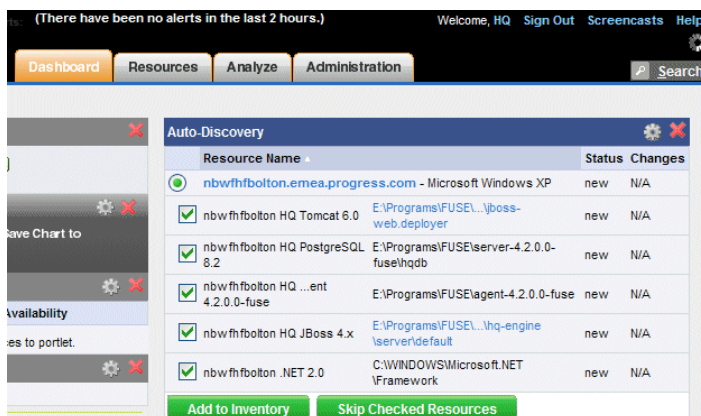 (There have been no alerts in the last 2 hours.) Welcome, HQ Sign Out Screencasts Help
Dashboard Resources Analyze Administration Search
Auto-Discovery
Resource Name Status Changes
nbwfhfbolton.emea.progress.com - Microsoft Windows XP new N/A
nbwfhfbolton HQ Tomcat 6.0 E:\Programs\FUSE\...\jboss-
web.deployer new N/A
Save Chart to
nbwfhfbolton HQ PostgreSQL E:\Programs\FUSE\server-4.2.0.0-
8.2 fuse\hqdb new N/A
nbwfhfbolton HQ ...ent
4.2.0.0-fuse E:\Programs\FUSE\agent-4.2.0.0-fuse new N/A
Availability
nbwfhfbolton HQ JBoss 4.x E:\Programs\FUSE\...\hq-engine
\server\default new N/A
es to portlet.
nbwfhfbolton .NET 2.0 C:\WINDOWS\Microsoft.NET
\Framework new N/A
Add to Inventory Skip Checked Resources